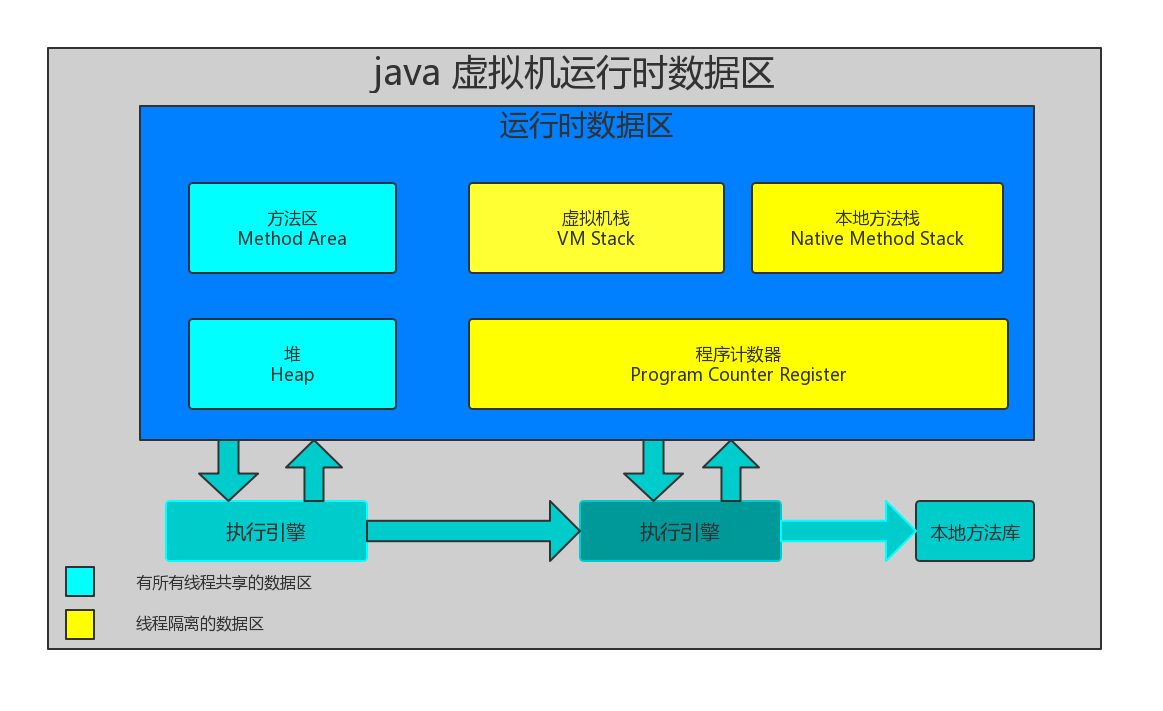 java 虚拟机运行时数据区
运行时数据区
方法区
Method Area
虚拟机栈
VM Stack
本地方法栈
Native Method Stack
堆
Heap
程序计数器
Program Counter Register
执行引擎
执行引擎
本地方法库
有所有线程共享的数据区
线程隔离的数据区